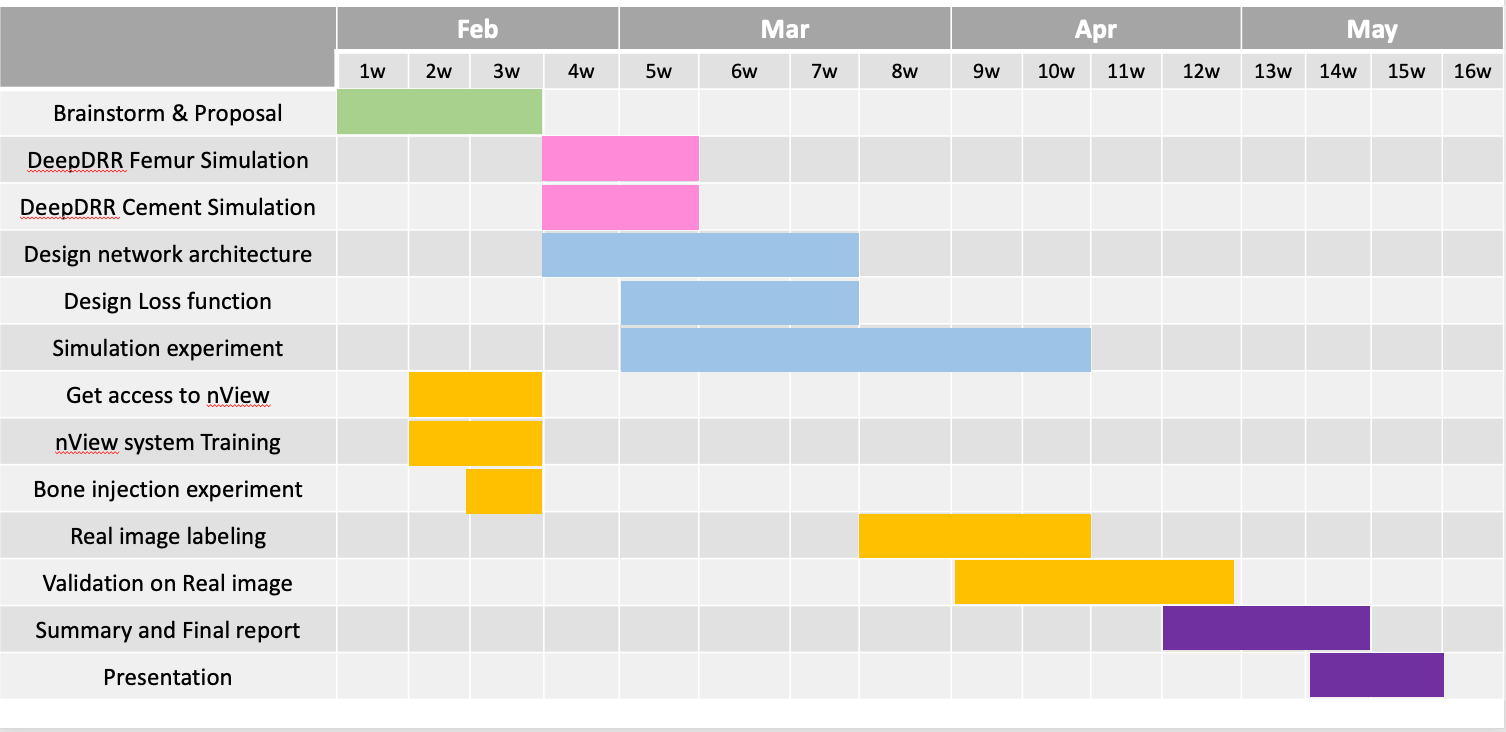 Feb Mar Apr May
1w 2w 3w 4w 5w 6w 7w 8w 9w 10w 11w 12w 13w 14w 15w 16w
Brainstorm & Proposal
DeepDRR Femur Simulation
DeepDRR Cement Simulation
Design network architecture
Design Loss function
Simulation experiment
Get access to nView
nView system Training
Bone injection experiment
Real image labeling
Validation on Real image
Summary and Final report
Presentation